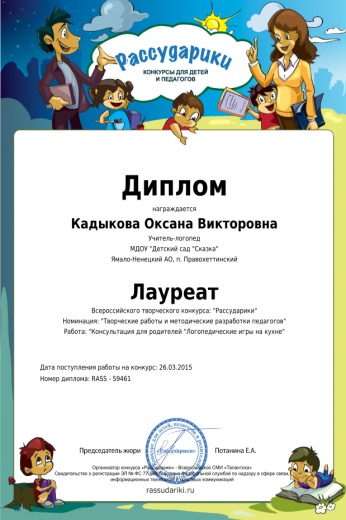 Рассударики
КОНКУРСЫ ДЛЯ ДЕТЕЙ
И ПЕДАГОГОВ
Диплом
награждается
Кадыкова Оксана Викторовна
Учитель-логопед
МДОУ "Детский сад "Сказка"
Ямало-Ненецкий АО, п. Правохеттинский
Лауреат
Всероссийского творческого конкурса: "Рассударики"
Номинация: "Творческие работы и методические разработки педагогов"
Работа: "Консультация для родителей "Логопедические игры на кухне"
Дата поступления работы на конкурс: 26.03.2015
Номер диплома: RASS - 59461
Председатель жюри "Рассударики" Потанина Е.А.
Организатор конкурса «Рассударики» - Всероссийское СМИ «Талантоха»
Свидетельство о регистрации ЭЛ № ФС 77 федеральной службой по надзору в сфере связи,
информационных технологий и массовых коммуникаций
rassudariki.ru